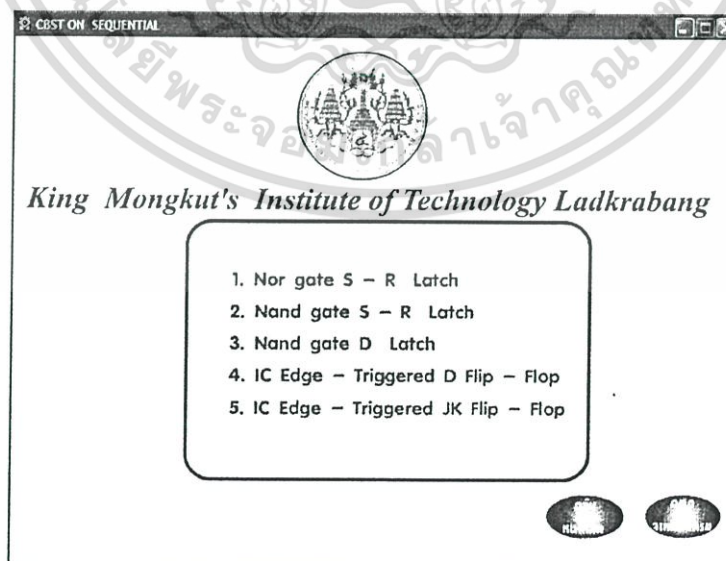 CBST ON SEQUENTIAL
King Mongkut's Institute of Technology Ladkrabang
1. Nor gate S – R Latch
2. Nand gate S – R Latch
3. Nand gate D Latch
4. IC Edge – Triggered D Flip – Flop
5. IC Edge – Triggered JK Flip – Flop